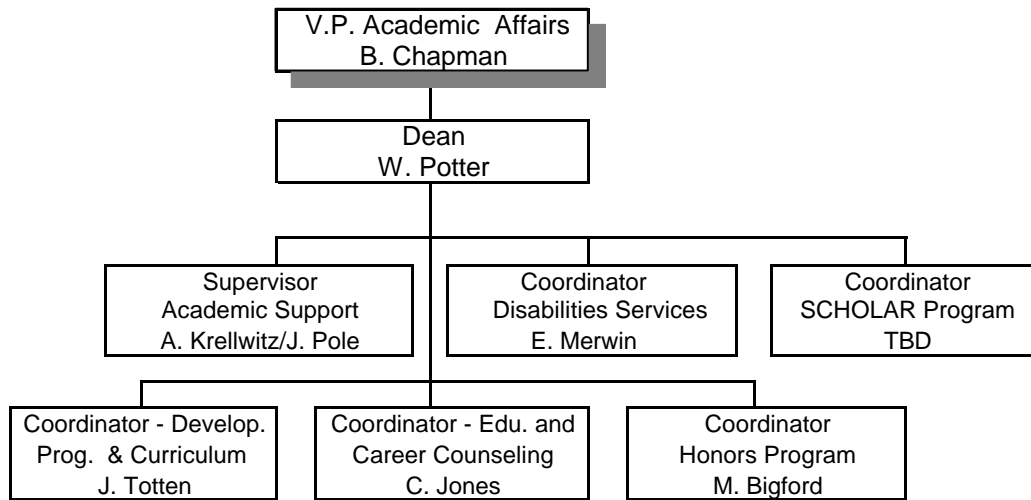 V.P. Academic Affairs
B. Chapman
Dean
W. Potter
Supervisor
Academic Support
A. Krellwitz/J. Pole
Coordinator
Disabilities Services
E. Merwin
Coordinator
SCHOLAR Program
TBD
Coordinator - Develop.
Prog. & Curriculum
J. Totten
Coordinator - Edu. and
Career Counseling
C. Jones
Coordinator
Honors Program
M. Bigford